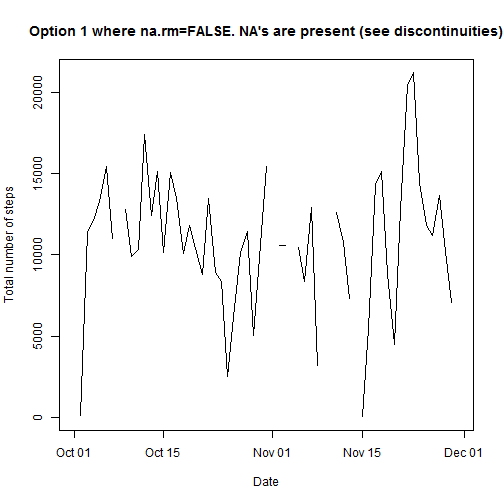 Option 1 where na.rm=FALSE. NA's are present (see discontinuities)
Total number of steps
20000
15000
10000
5000
0
Oct 01 Oct 15 Nov 01 Nov 15 Dec 01
Date